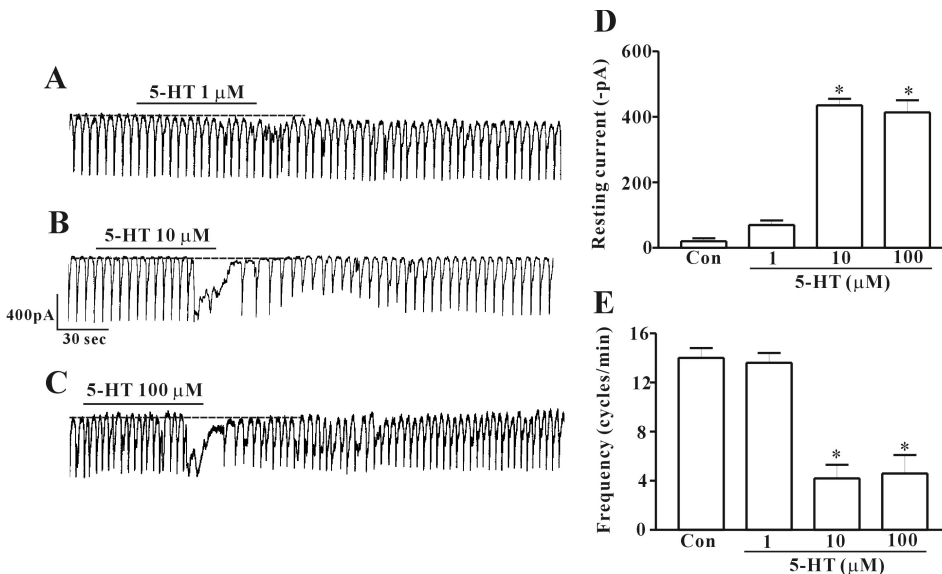 A
5-HT 1 μM
B
5-HT 10 μM
400pA
30 sec
C
5-HT 100 μM
D
Resting current (-pA)
600
400
200
0
* *
Con 1 10 100
5-HT (μM)
E
Frequency (cycles/min)
16
12
8
4
0
* *
Con 1 10 100
5-HT (μM)